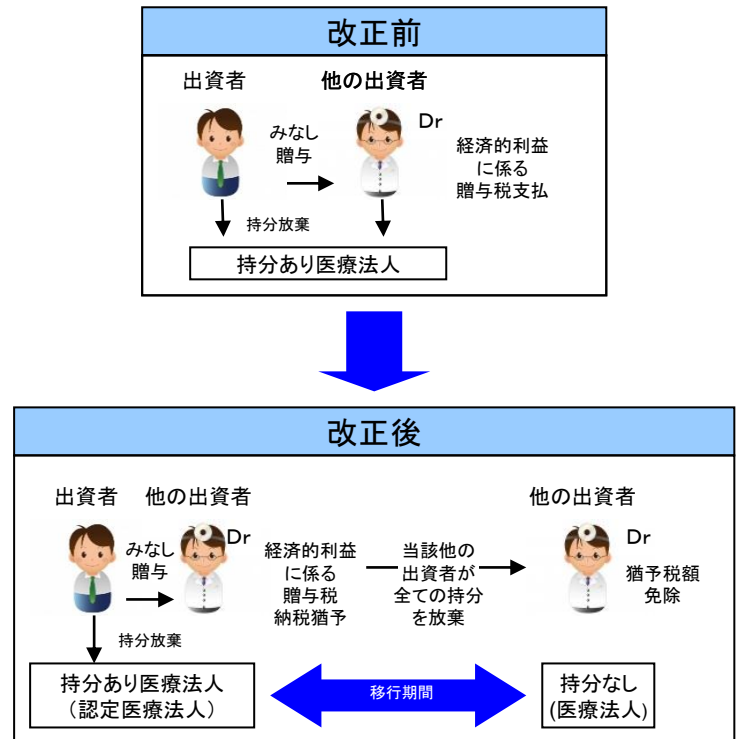 改正前
出資者
他の出資者
Dr
みなし
贈与
経済的利益
に係る
贈与税支払
持分放棄
持分あり医療法人
改正後
出資者
他の出資者
他の出資者
Dr
みなし
贈与
経済的利益
に係る
贈与税
納税猶予
当該他の
出資者が
全ての持分
を放棄
Dr
猶予税額
免除
持分放棄
持分あり医療法人
（認定医療法人）
移行期間
持分なし
(医療法人)